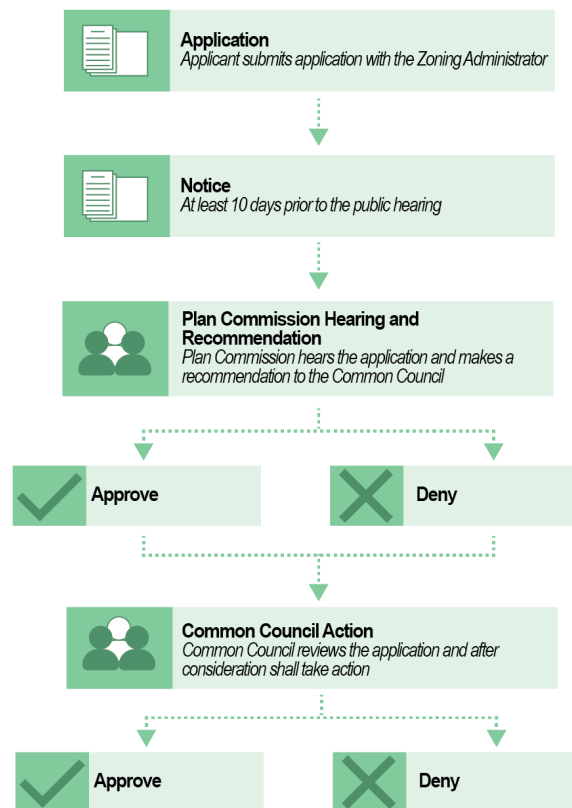 Application
Applicant submits application with the Zoning Administrator
Notice
At least 10 days prior to the public hearing
Plan Commission Hearing and
Recommendation
Plan Commission hears the application and makes a
recommendation to the Common Council
Approve
Deny
Common Council Action
Common Council reviews the application and after
consideration shall take action
Approve
Deny